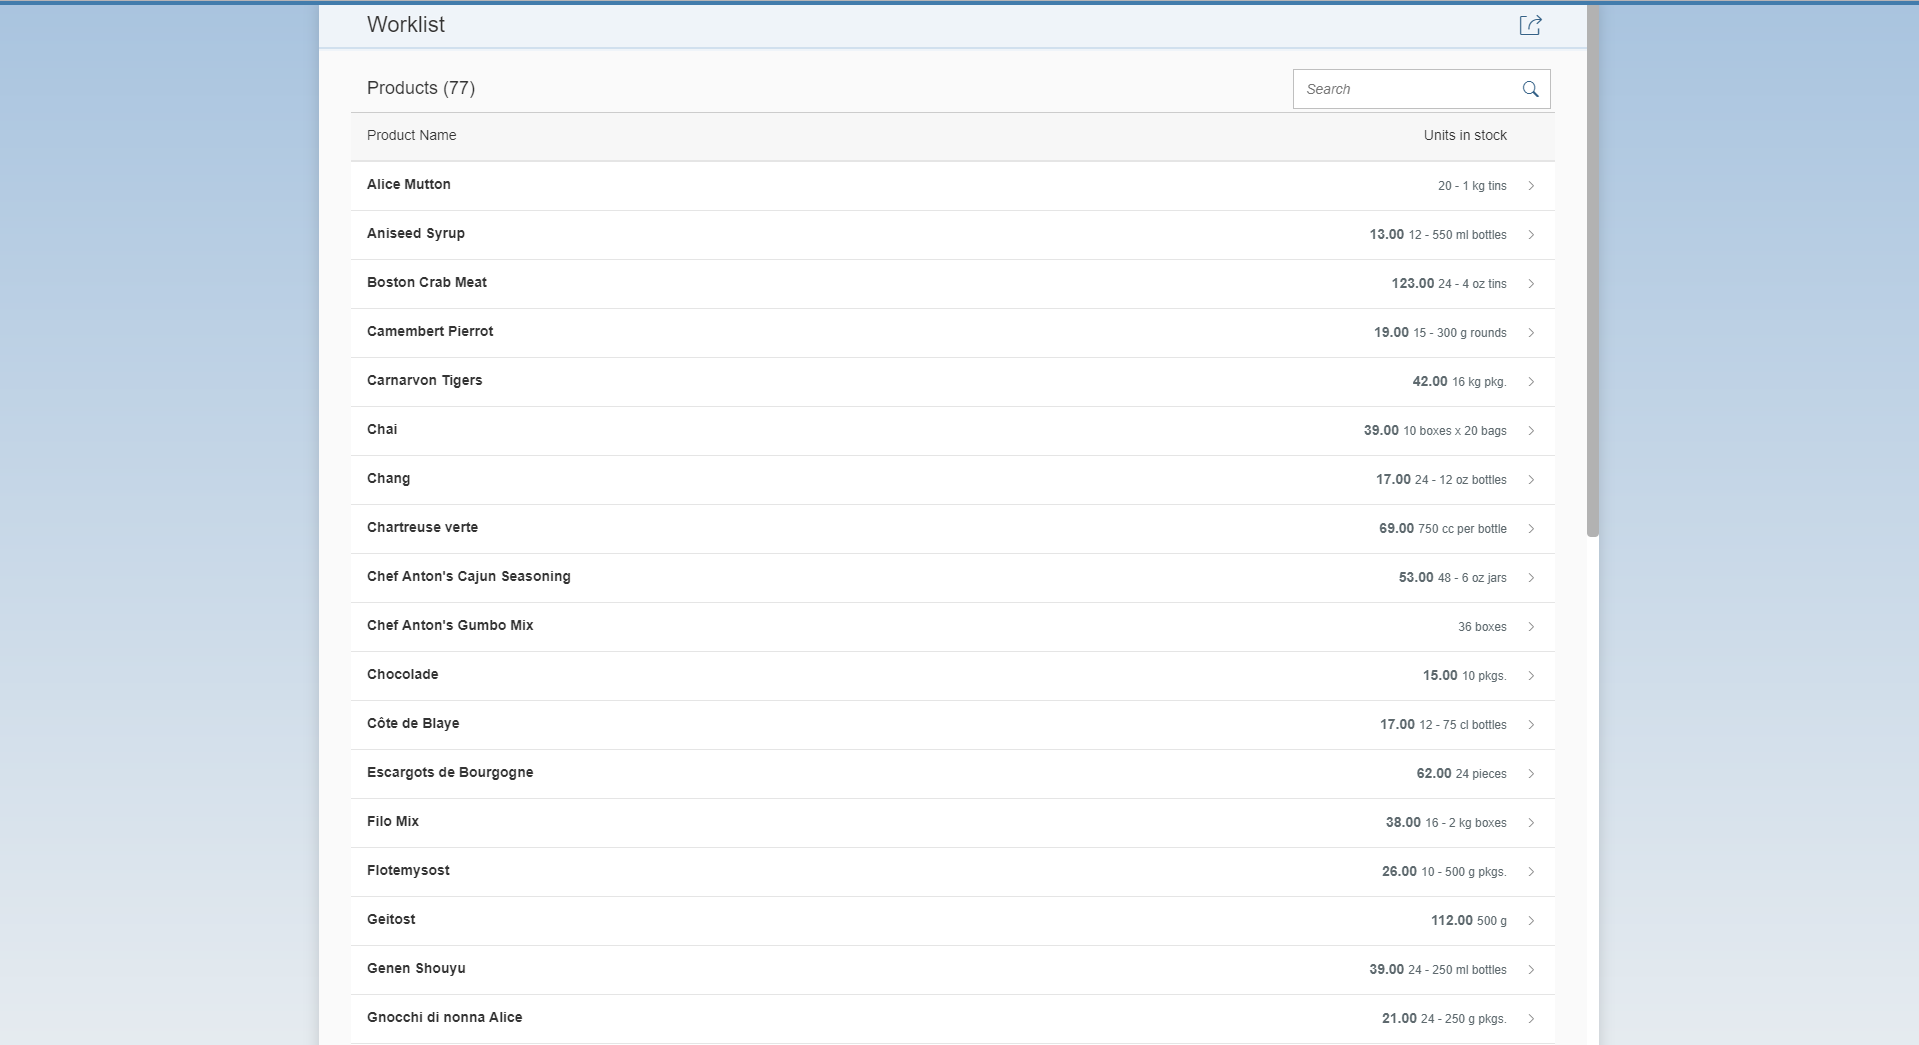 Worklist
Products (77)
Search
Product Name Units in stock
Alice Mutton 20 - 1 kg tins
Aniseed Syrup 13.00 12 - 550 ml bottles
Boston Crab Meat 123.00 24 - 4 oz tins
Camembert Pierrot 19.00 15 - 300 g rounds
Carnarvon Tigers 42.00 16 kg pkg.
Chai 39.00 10 boxes x 20 bags
Chang 17.00 24 - 12 oz bottles
Chartreuse verte 69.00 750 cc per bottle
Chef Anton's Cajun Seasoning 53.00 48 - 6 oz jars
Chef Anton's Gumbo Mix 36 boxes
Chocolade 15.00 10 pkgs.
Côte de Blaye 17.00 12 - 75 cl bottles
Escargots de Bourgogne 62.00 24 pieces
Filo Mix 38.00 16 - 2 kg boxes
Flotemysost 26.00 10 - 500 g pkgs.
Geitost 112.00 500 g
Genen Shouyu 39.00 24 - 250 ml bottles
Gnocchi di nonna Alice 21.00 24 - 250 g pkgs.